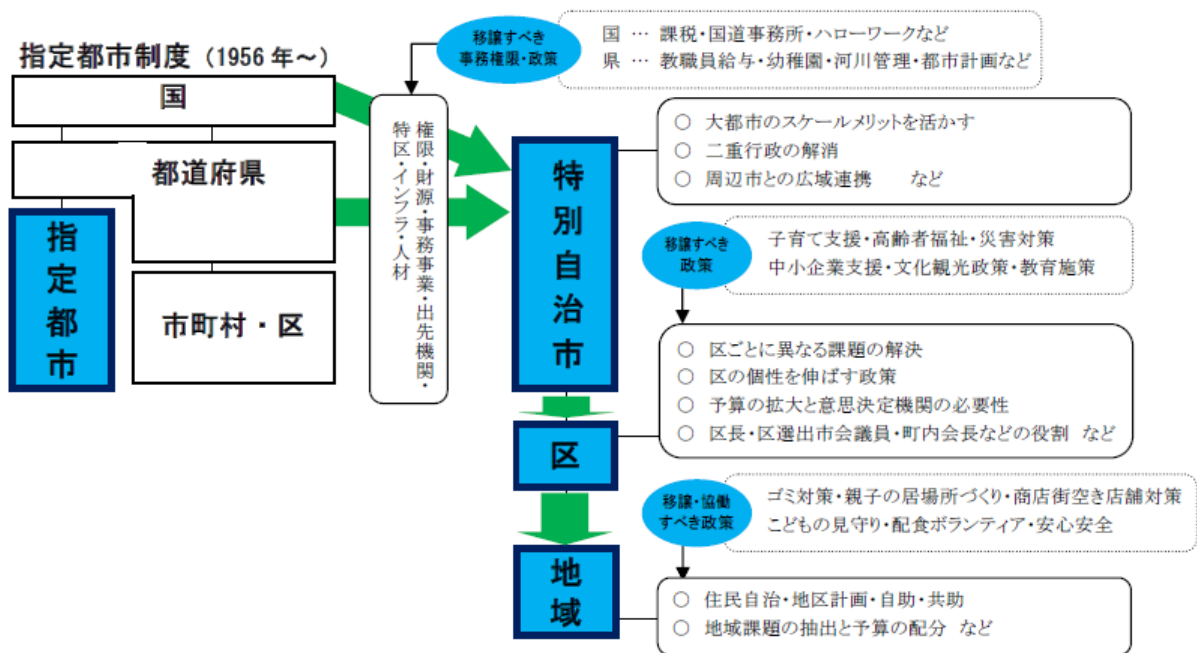 指定都市制度（1956年～）
国
都道府県
指定都市
市町村・区
移譲すべき
事務権限・政策
国 … 課税・国道事務所・ハローワークなど
県 … 教職員給与・幼稚園・河川管理・都市計画など
権限・財源・事務事業・出先機関・
特区・インフラ・人材
特別自治市
○ 大都市のスケールメリットを活かす
○ 二重行政の解消
○ 周辺市との広域連携　など
移譲すべき
政策
子育て支援・高齢者福祉・災害対策
中小企業支援・文化観光政策・教育施策
○ 区ごとに異なる課題の解決
○ 区の個性を伸ばす政策
○ 予算の拡大と意思決定機関の必要性
○ 区長・区選出市会議員・町内会長などの役割 など
区
移譲・協働
すべき政策
ゴミ対策・親子の居場所づくり・商店街空き店舗対策
こどもの見守り・配食ボランティア・安心安全
地域
○ 住民自治・地区計画・自助・共助
○ 地域課題の抽出と予算の配分 など